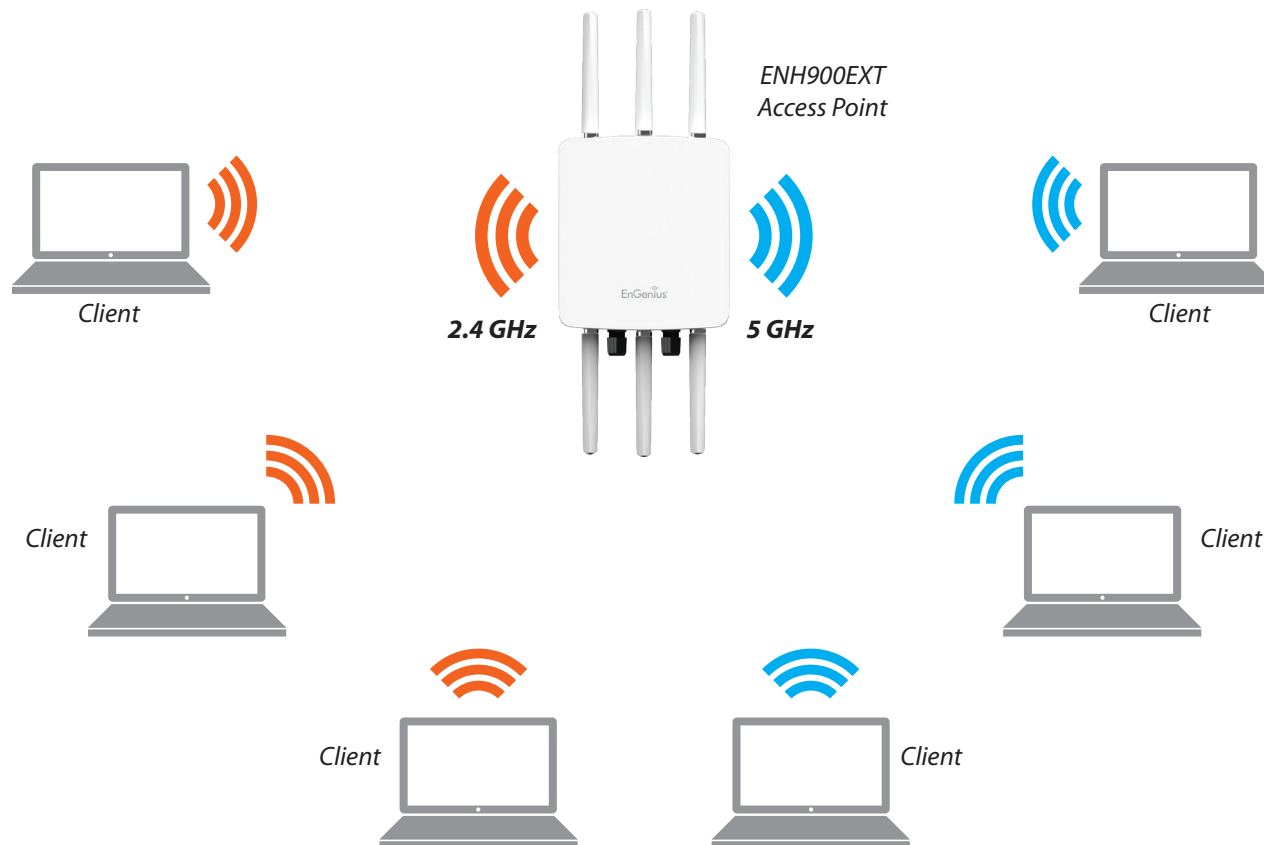 ENH900EXT
Access Point
EnGenius
Client
2.4 GHz
5 GHz
Client
Client
Client
Client
Client